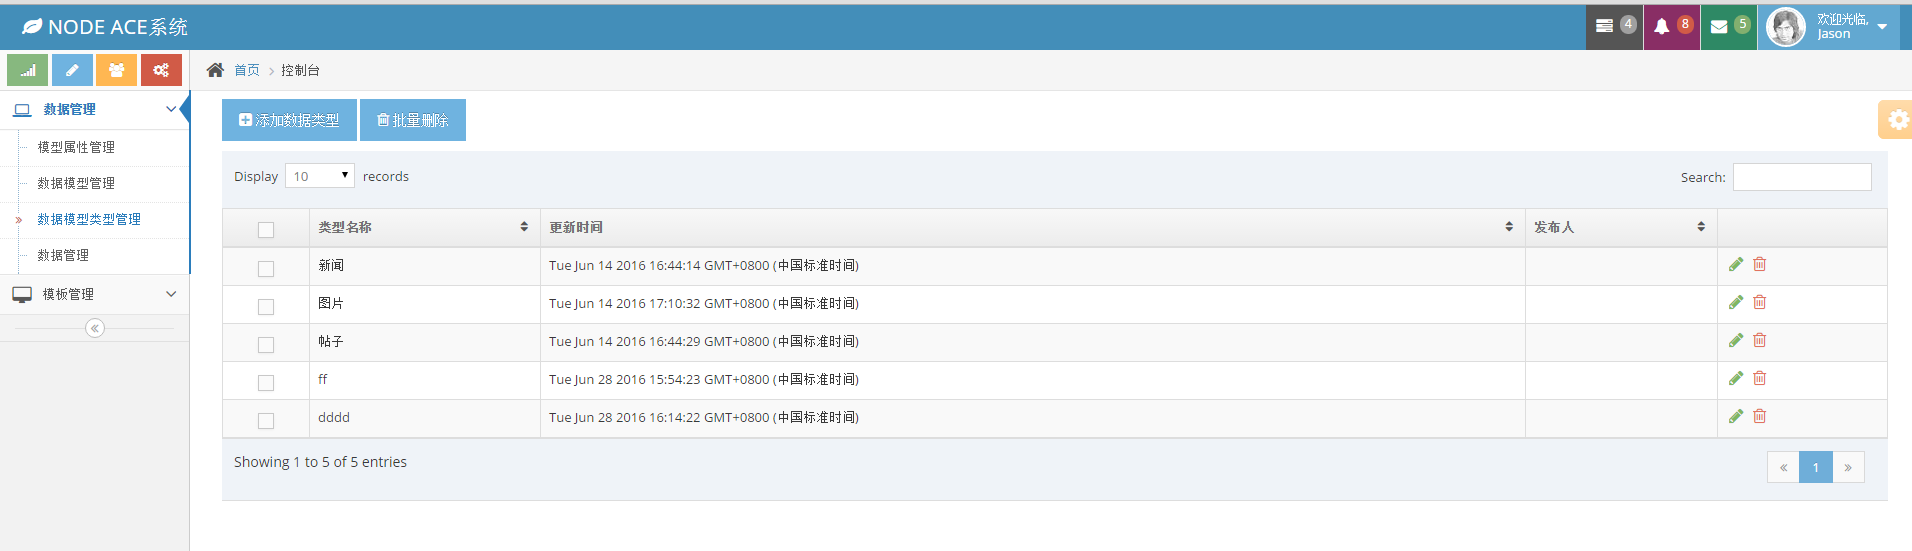 NODE ACE系统
4
8
5
欢迎光临,
Jason
首页
控制台
数据管理
模型属性管理
数据模型管理
数据模型类型管理
数据管理
模板管理
添加数据类型
批量删除
Display 10 records
Search:
类型名称 更新时间 发布人
新闻 Tue Jun 14 2016 16:44:14 GMT+0800 (中国标准时间)
图片 Tue Jun 14 2016 17:10:32 GMT+0800 (中国标准时间)
帖子 Tue Jun 14 2016 16:44:29 GMT+0800 (中国标准时间)
ff Tue Jun 28 2016 15:54:23 GMT+0800 (中国标准时间)
dddd Tue Jun 28 2016 16:14:22 GMT+0800 (中国标准时间)
Showing 1 to 5 of 5 entries
« 1 »